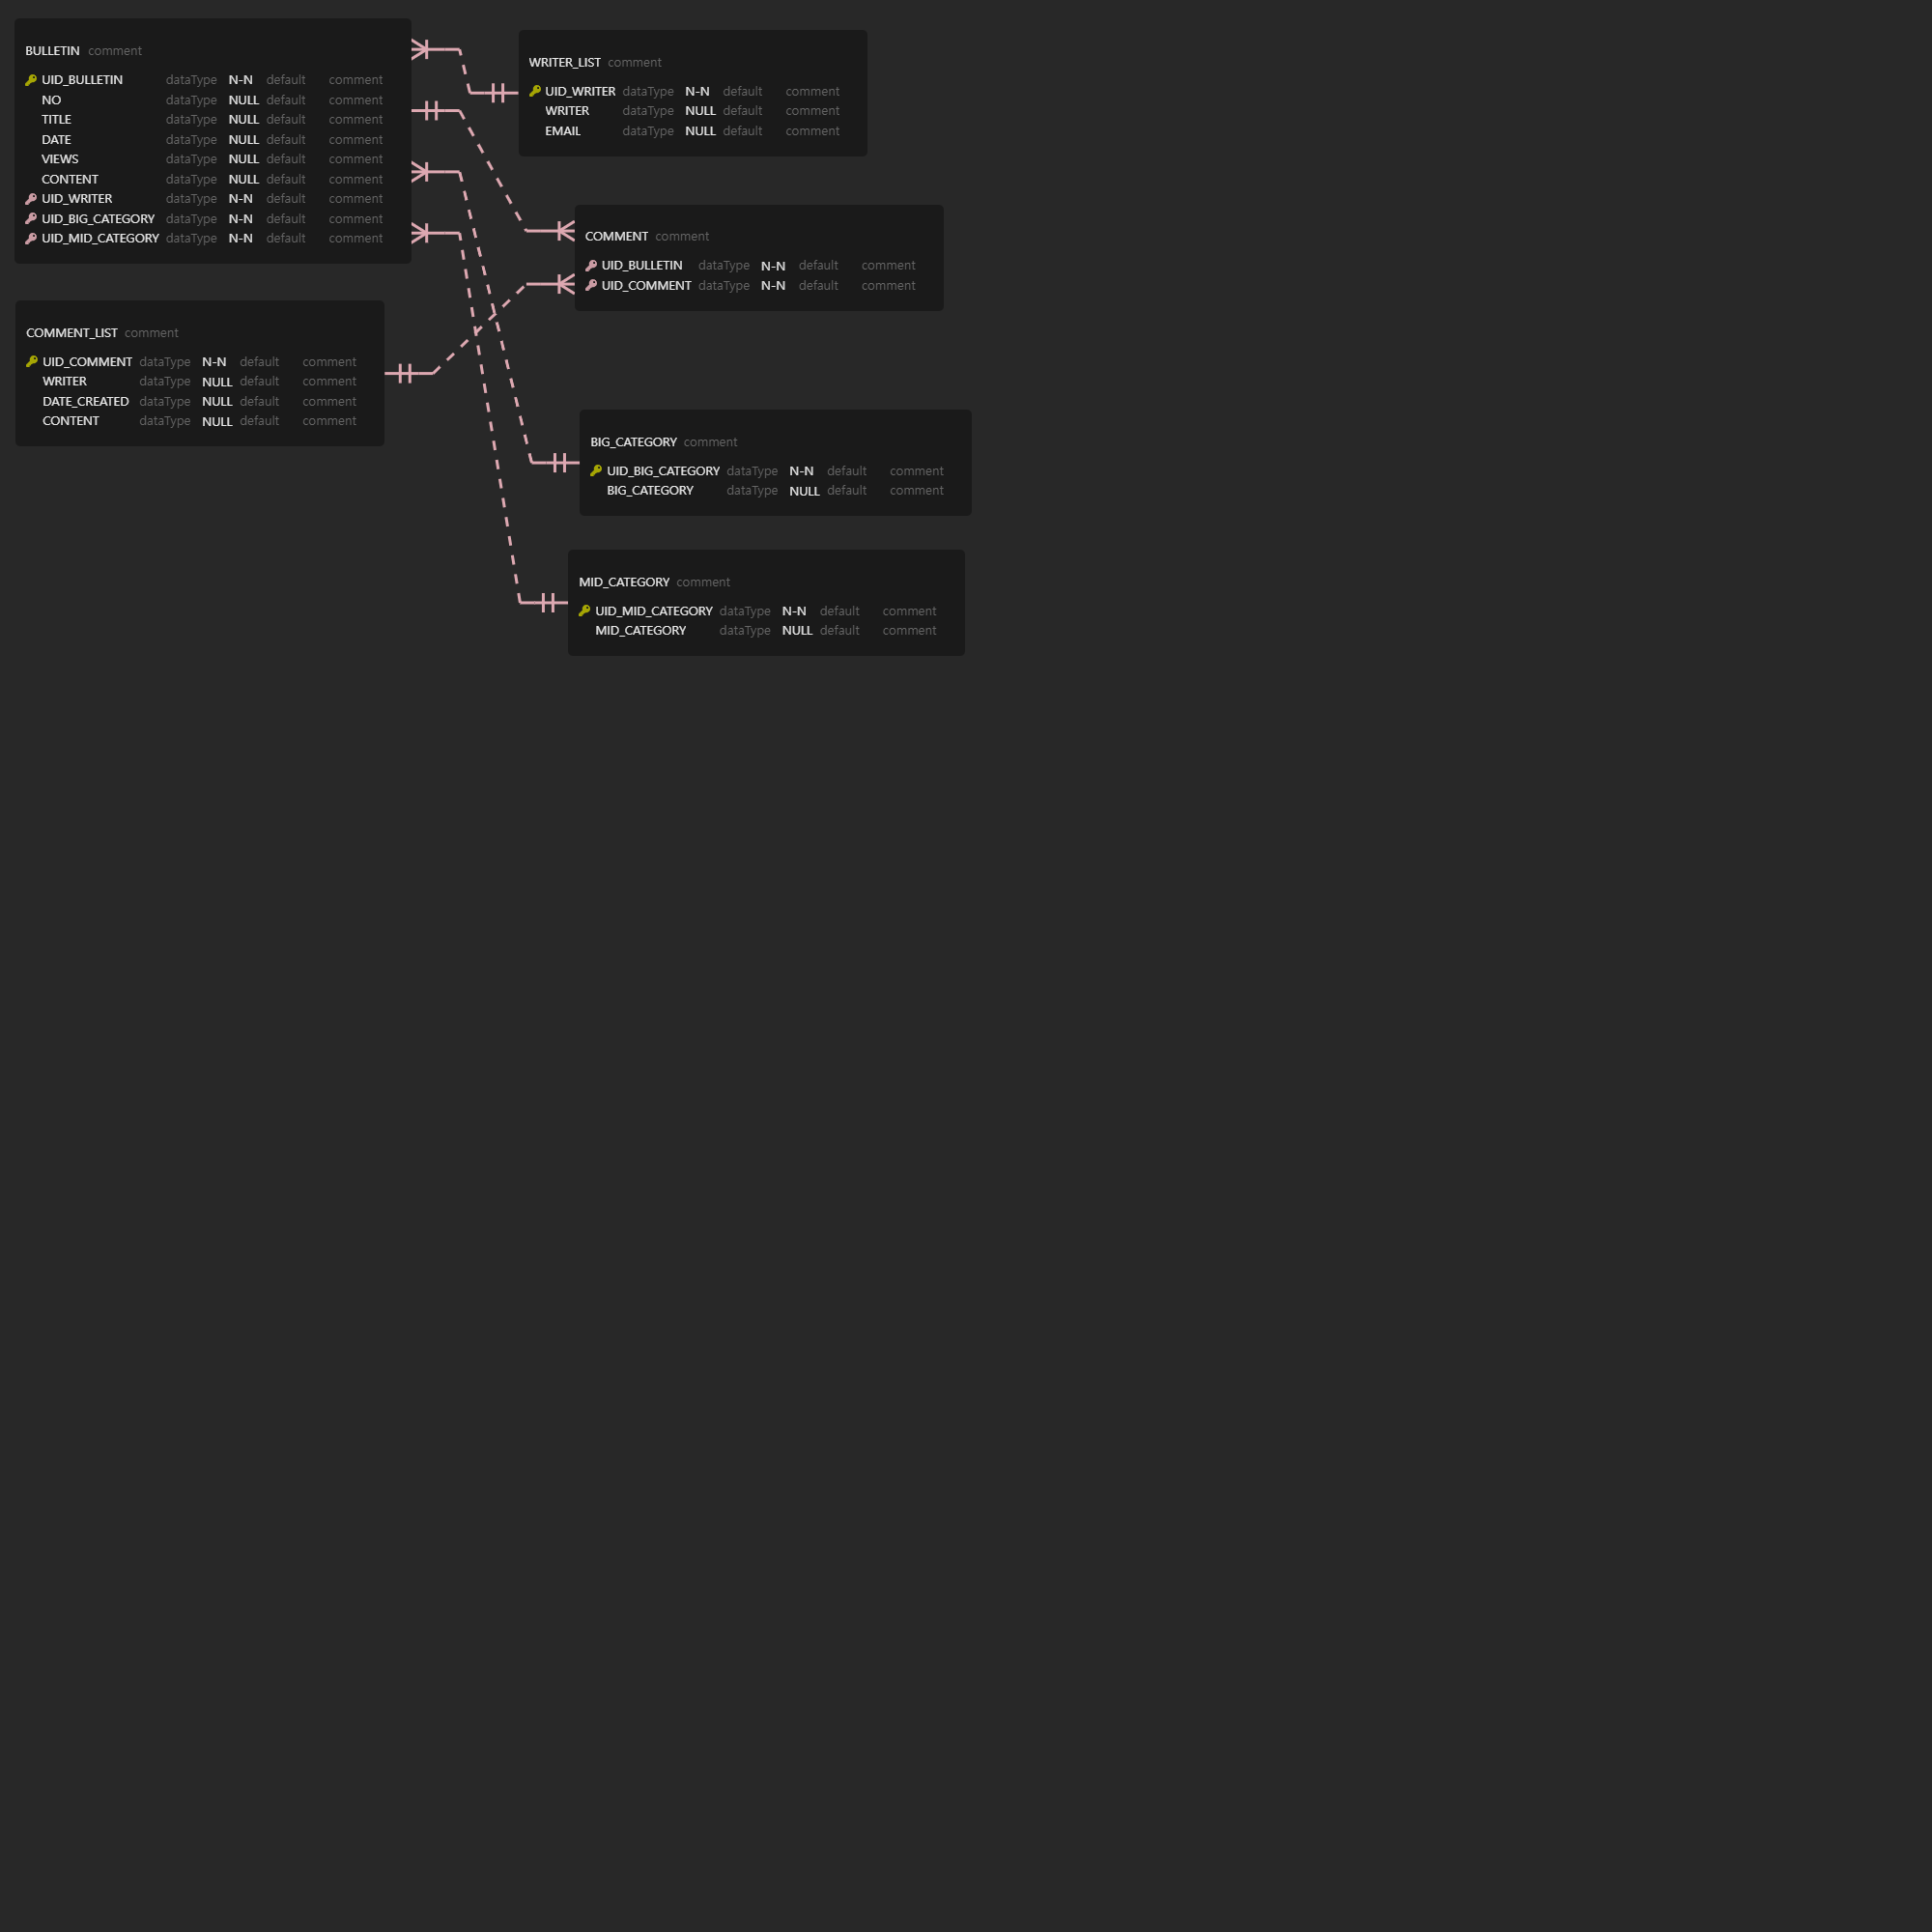 BULLETIN comment
UID_BULLETIN dataType N-N default comment
NO dataType NULL default comment
TITLE dataType NULL default comment
DATE dataType NULL default comment
VIEWS dataType NULL default comment
CONTENT dataType NULL default comment
UID_WRITER dataType N-N default comment
UID_BIG_CATEGORY dataType N-N default comment
UID_MID_CATEGORY dataType N-N default comment
WRITER_LIST comment
UID_WRITER dataType N-N default comment
WRITER dataType NULL default comment
EMAIL dataType NULL default comment
COMMENT comment
UID_BULLETIN dataType N-N default comment
UID_COMMENT dataType N-N default comment
COMMENT_LIST comment
UID_COMMENT dataType N-N default comment
WRITER dataType NULL default comment
DATE_CREATED dataType NULL default comment
CONTENT dataType NULL default comment
BIG_CATEGORY comment
UID_BIG_CATEGORY dataType N-N default comment
BIG_CATEGORY dataType NULL default comment
MID_CATEGORY comment
UID_MID_CATEGORY dataType N-N default comment
MID_CATEGORY dataType NULL default comment